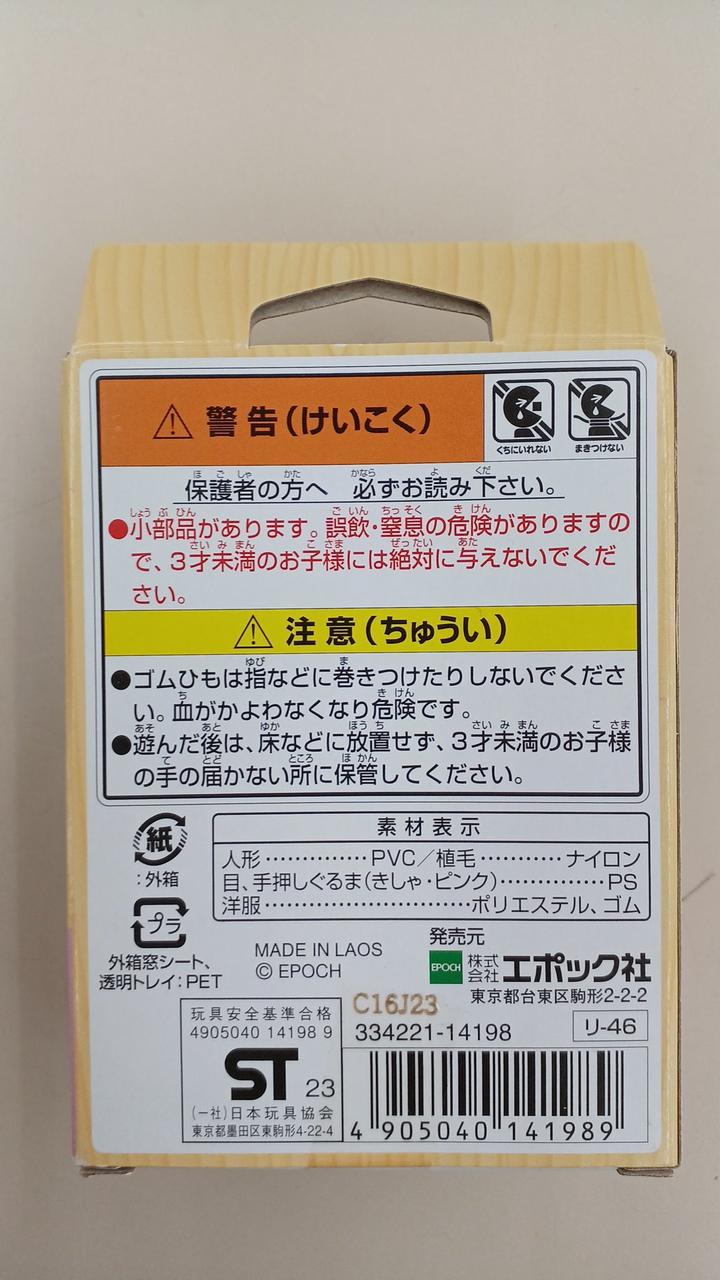 警告(けいこく)
くちにいれない
まきつけない
保護者の方へ 必ずお読み下さい。
●小部品があります。誤飲・窒息の危険がありますの
で、3才未満のお子様には絶対に与えないでくだ
さい。
注意(ちゅうい)
●ゴムひもは指などに巻きつけたりしないでくださ
い。血がかよわなくなり危険です。
●遊んだ後は、床などに放置せず、3才未満のお子様
の手の届かない所に保管してください。
紙
:外箱
プラ
外箱窓シート、
透明トレイ:PET
素材表示
人形‥‥‥‥‥‥‥PVC/植毛‥‥‥‥‥ナイロン
目、手押しぐるま(きしゃ・ピンク)‥‥‥‥‥‥PS
洋服‥‥‥‥‥‥‥‥‥‥‥ポリエステル、ゴム
MADE IN LAOS
© EPOCH
発売元
EPOCH 株式会社エポック社
東京都台東区駒形2-2-2
C16J23
334221-14198
リ-46
玩具安全基準合格
4905040 14198 9
ST 23
(一社)日本玩具協会
東京都墨田区東駒形4-22-4
4 905040 141989